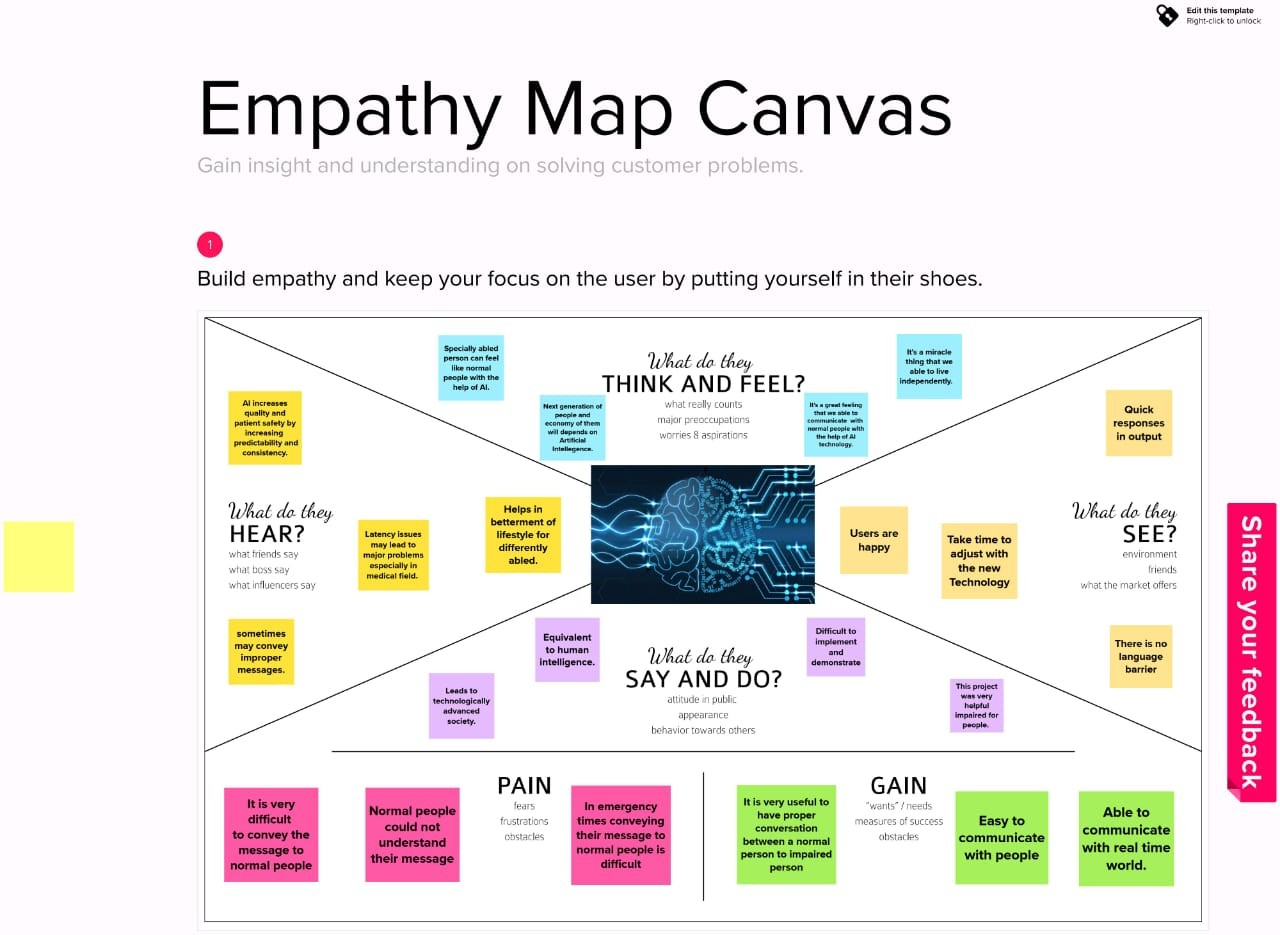 Edit this template
Right-click to unlock
Empathy Map Canvas
Gain insight and understanding on solving customer problems.
1
Build empathy and keep your focus on the user by putting yourself in their shoes.
Specially abled
person can feel
like normal
people with the
help of AI.
Next generation of
people and
economy of them
will depends on
Artificial
Intellegence.
What do they
THINK AND FEEL?
what really counts
major preoccupations
worries & aspirations
It's a great feeling
that we able to
communicate with
normal people with
the help of AI
technology.
It's a miracle
thing that we
able to live
independently.
AI increases
quality and
patient safety by
increasing
predictability and
consistency.
What do they
HEAR?
what friends say
what boss say
what influencers say
Latency issues
may lead to
major problems
especially in
medical field.
Helps in
betterment of
lifestyle for
differently
abled.
sometimes
may convey
improper
messages.
Quick
responses
in output
Users are
happy
Take time to
adjust with
the new
Technology
What do they
SEE?
environment
friends
what the market offers
There is no
language
barrier
Share your feedback
Equivalent
to human
intelligence.
Leads to
technologically
advanced
society.
What do they
SAY AND DO?
attitude in public
appearance
behavior towards others
Difficult to
implement
and
demonstrate
This project
was very
helpful
impaired for
people.
It is very
difficult
to convey the
message to
normal people
Normal people
could not
understand
their message
PAIN
fears
frustrations
obstacles
In emergency
times conveying
their message to
normal people is
difficult
It is very useful to
have proper
conversation
between a normal
person to impaired
person
GAIN
"wants" / needs
measures of success
obstacles
Easy to
communicate
with people
Able to
communicate
with real time
world.